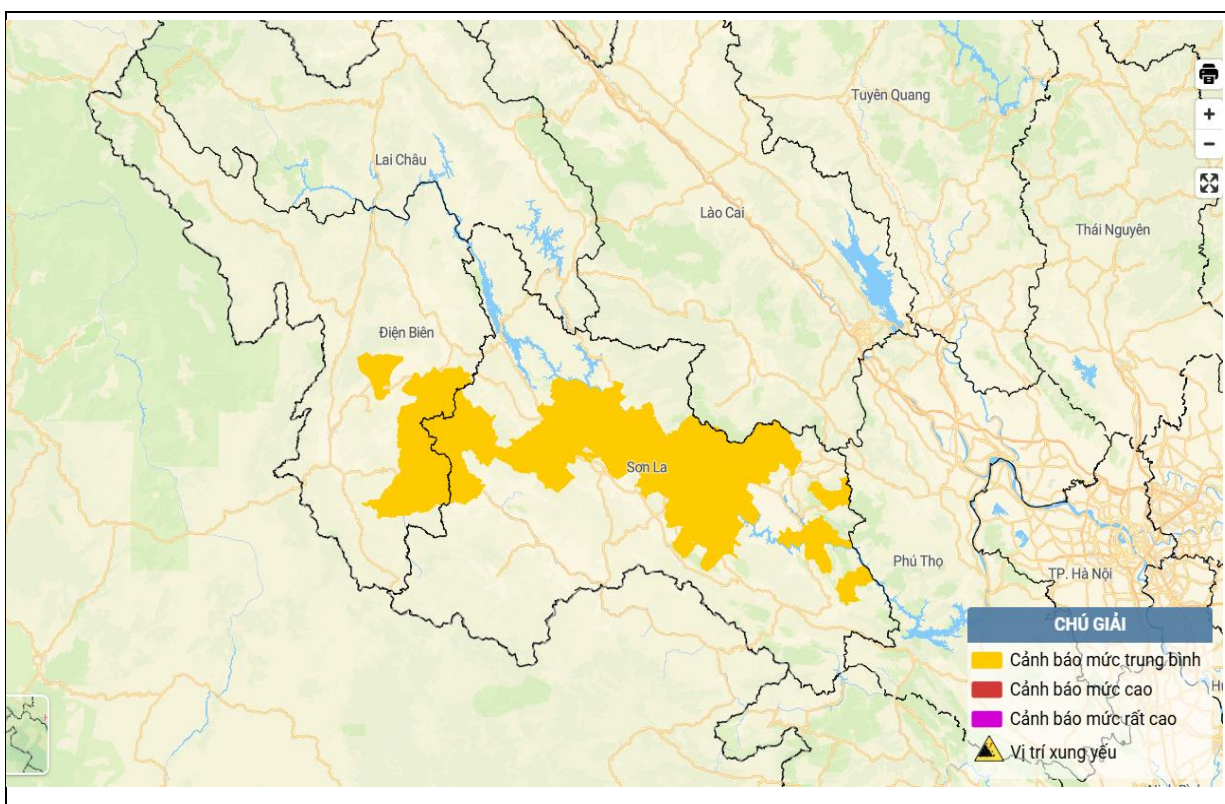 Tuyên Quang
Lai Châu
Lào Cai
Thái Nguyên
Điện Biên
Sơn La
Phú Thọ
TP. Hà Nội
CHÚ GIẢI
Cảnh báo mức trung bình
Cảnh báo mức cao
Cảnh báo mức rất cao
Vị trí xung yếu
+
−